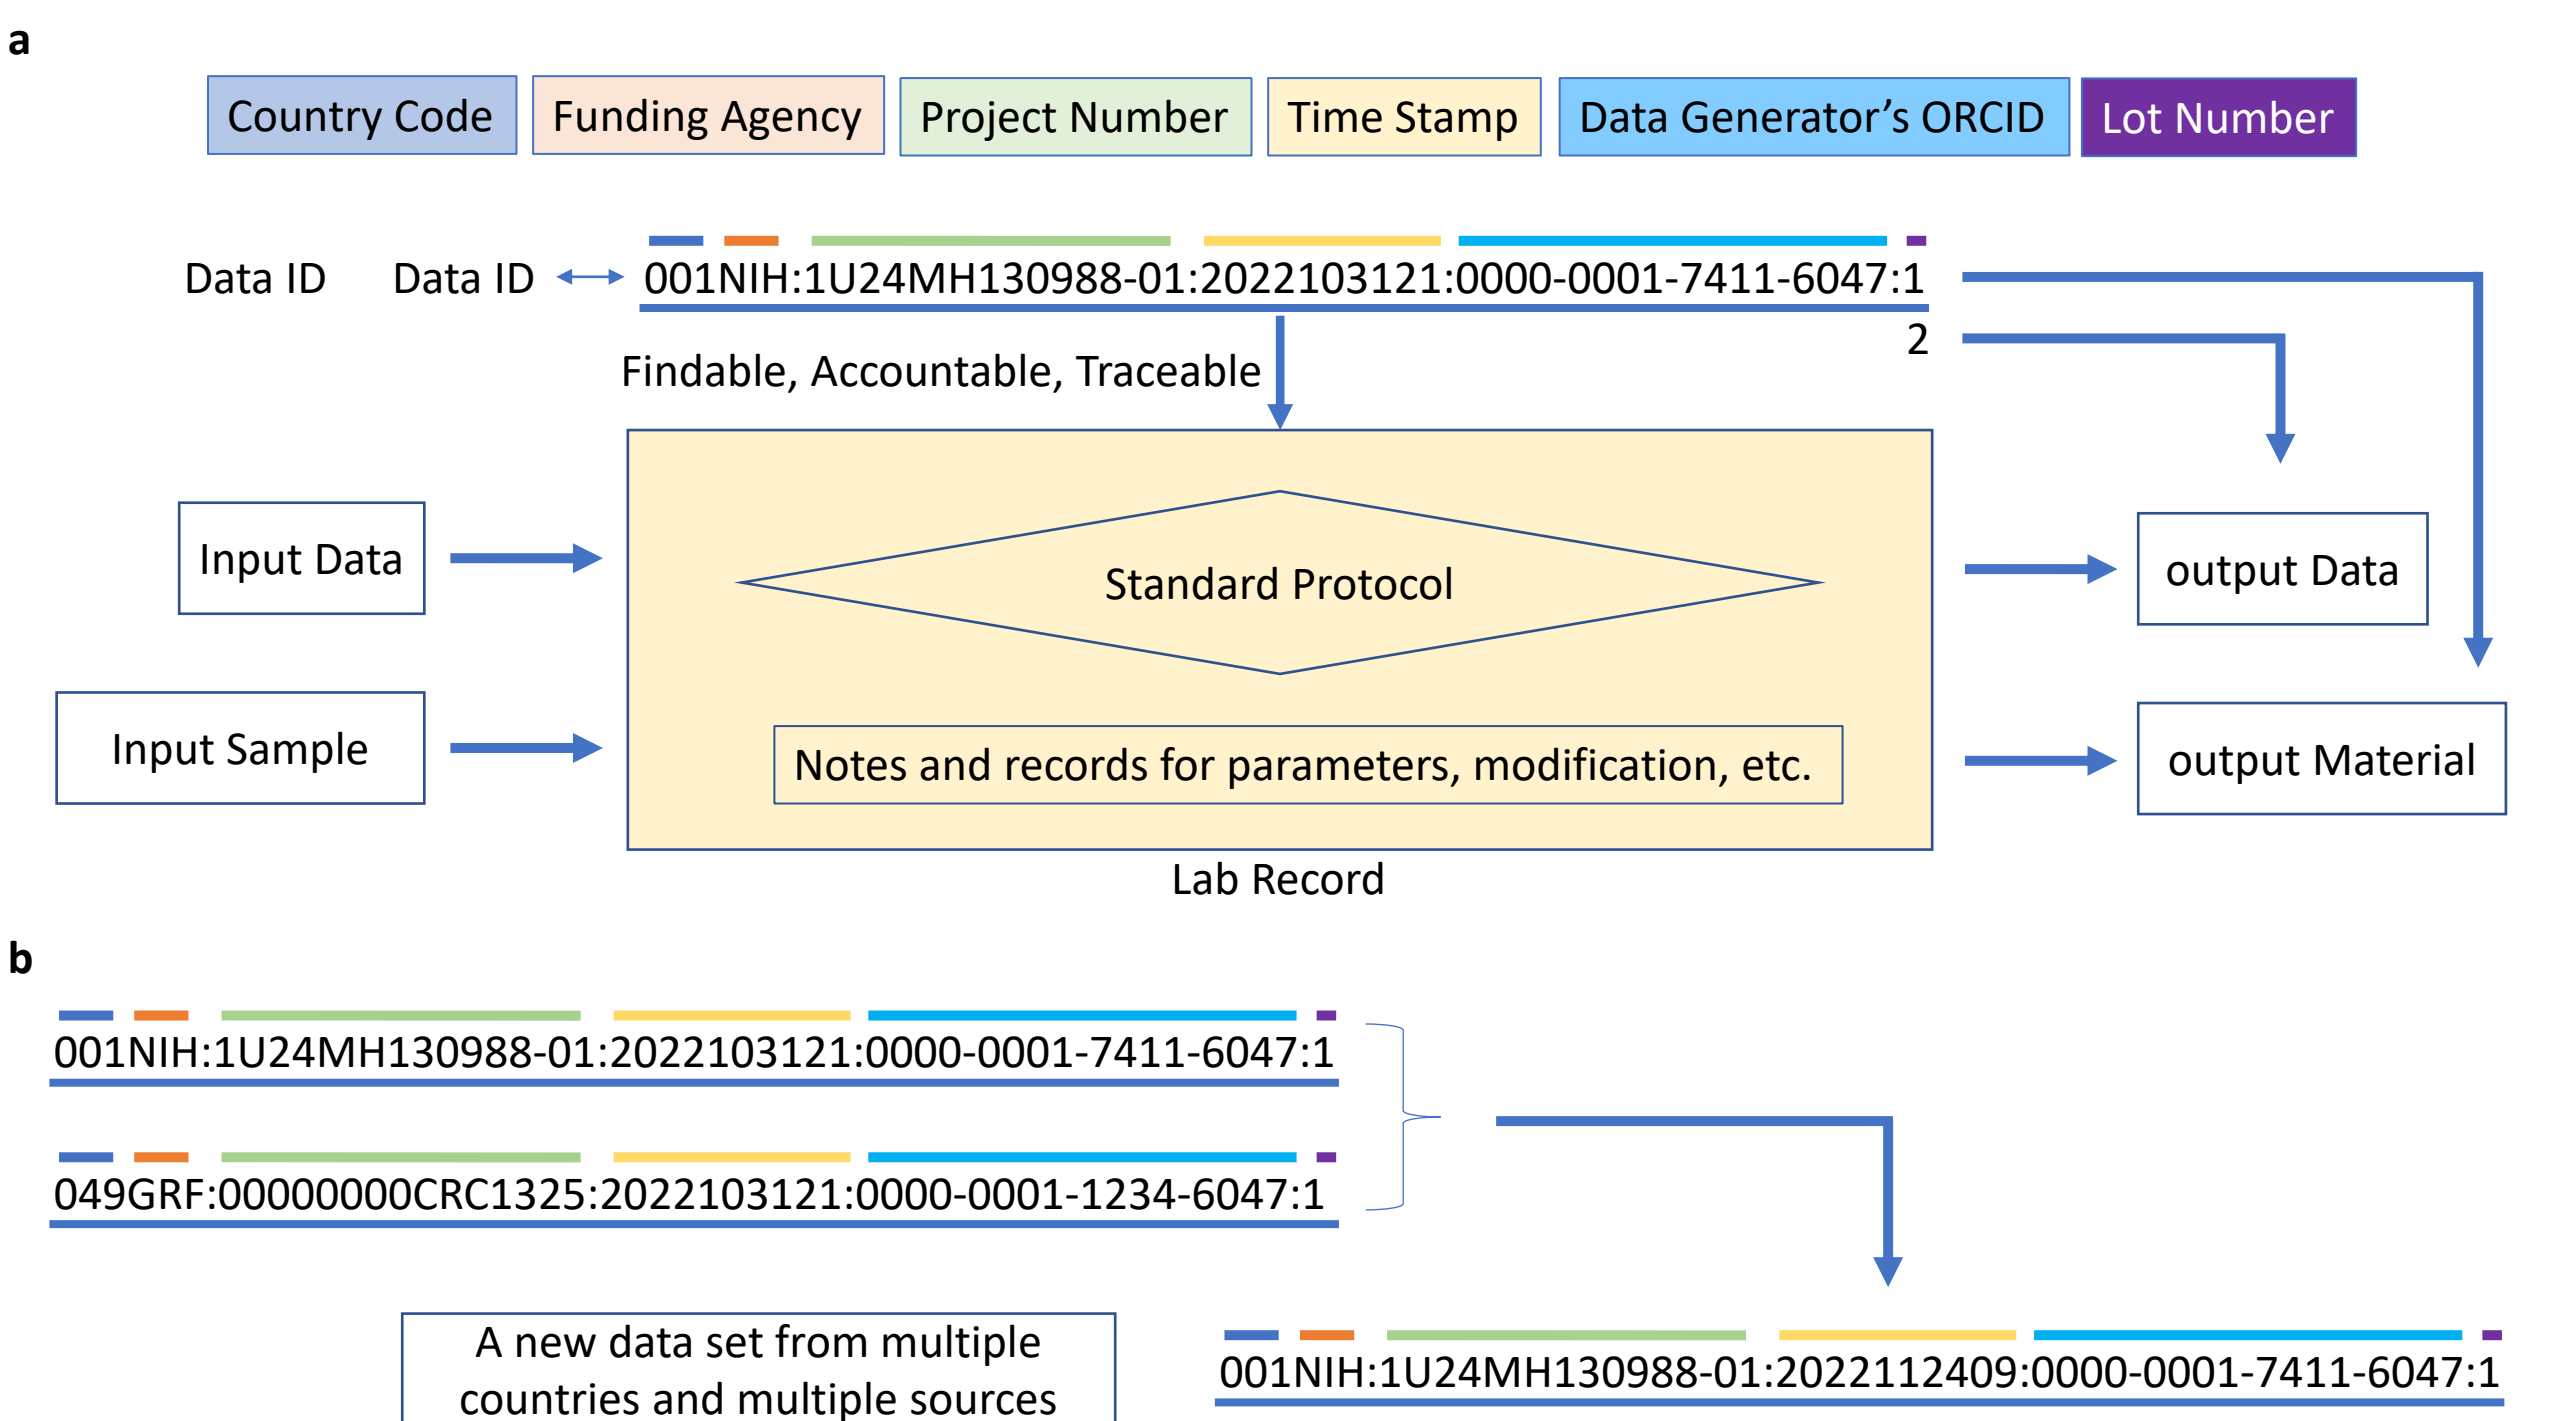 a
Country Code
Funding Agency
Project Number
Time Stamp
Data Generator's ORCID
Lot Number
Data ID
Data ID
001NIH:1U24MH130988-01:2022103121:0000-0001-7411-6047:1
2
Findable, Accountable, Traceable
Input Data
Standard Protocol
output Data
Input Sample
Notes and records for parameters, modification, etc.
output Material
Lab Record
b
001NIH:1U24MH130988-01:2022103121:0000-0001-7411-6047:1
049GRF:00000000CRC1325:2022103121:0000-0001-1234-6047:1
A new data set from multiple
countries and multiple sources
001NIH:1U24MH130988-01:2022112409:0000-0001-7411-6047:1